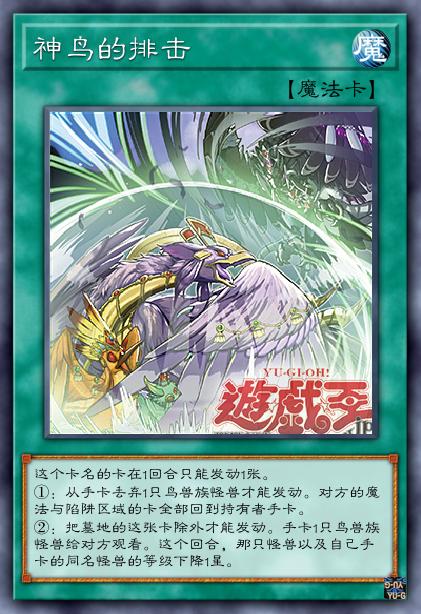 神鸟的排击
魔
【魔法卡】
YU-GI-OH!
遊戯王
.jp
这个卡名的卡在1回合只能发动1张。
①：从手卡丢弃1只鸟兽族怪兽才能发动。对方的魔
法与陷阱区域的卡全部回到持有者手卡。
②：把墓地的这张卡除外才能发动。手卡1只鸟兽族
怪兽给对方观看。这个回合，那只怪兽以及自己手
卡的同名怪兽的等级下降1星。